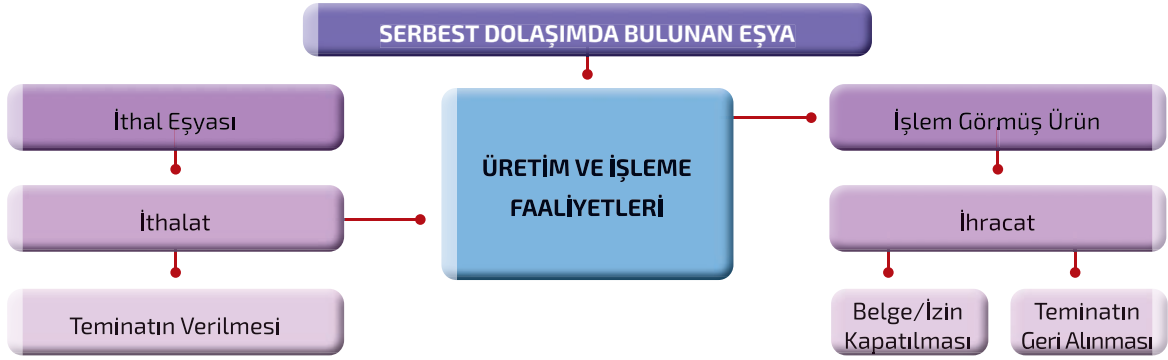 SERBEST DOLAŞIMDA BULUNAN EŞYA
İthal Eşyası
İthalat
Teminatın Verilmesi
ÜRETİM VE İŞLEME
FAALİYETLERİ
İşlem Görmüş Ürün
İhracat
Belge/İzin
Kapatılması
Teminatın
Geri Alınması